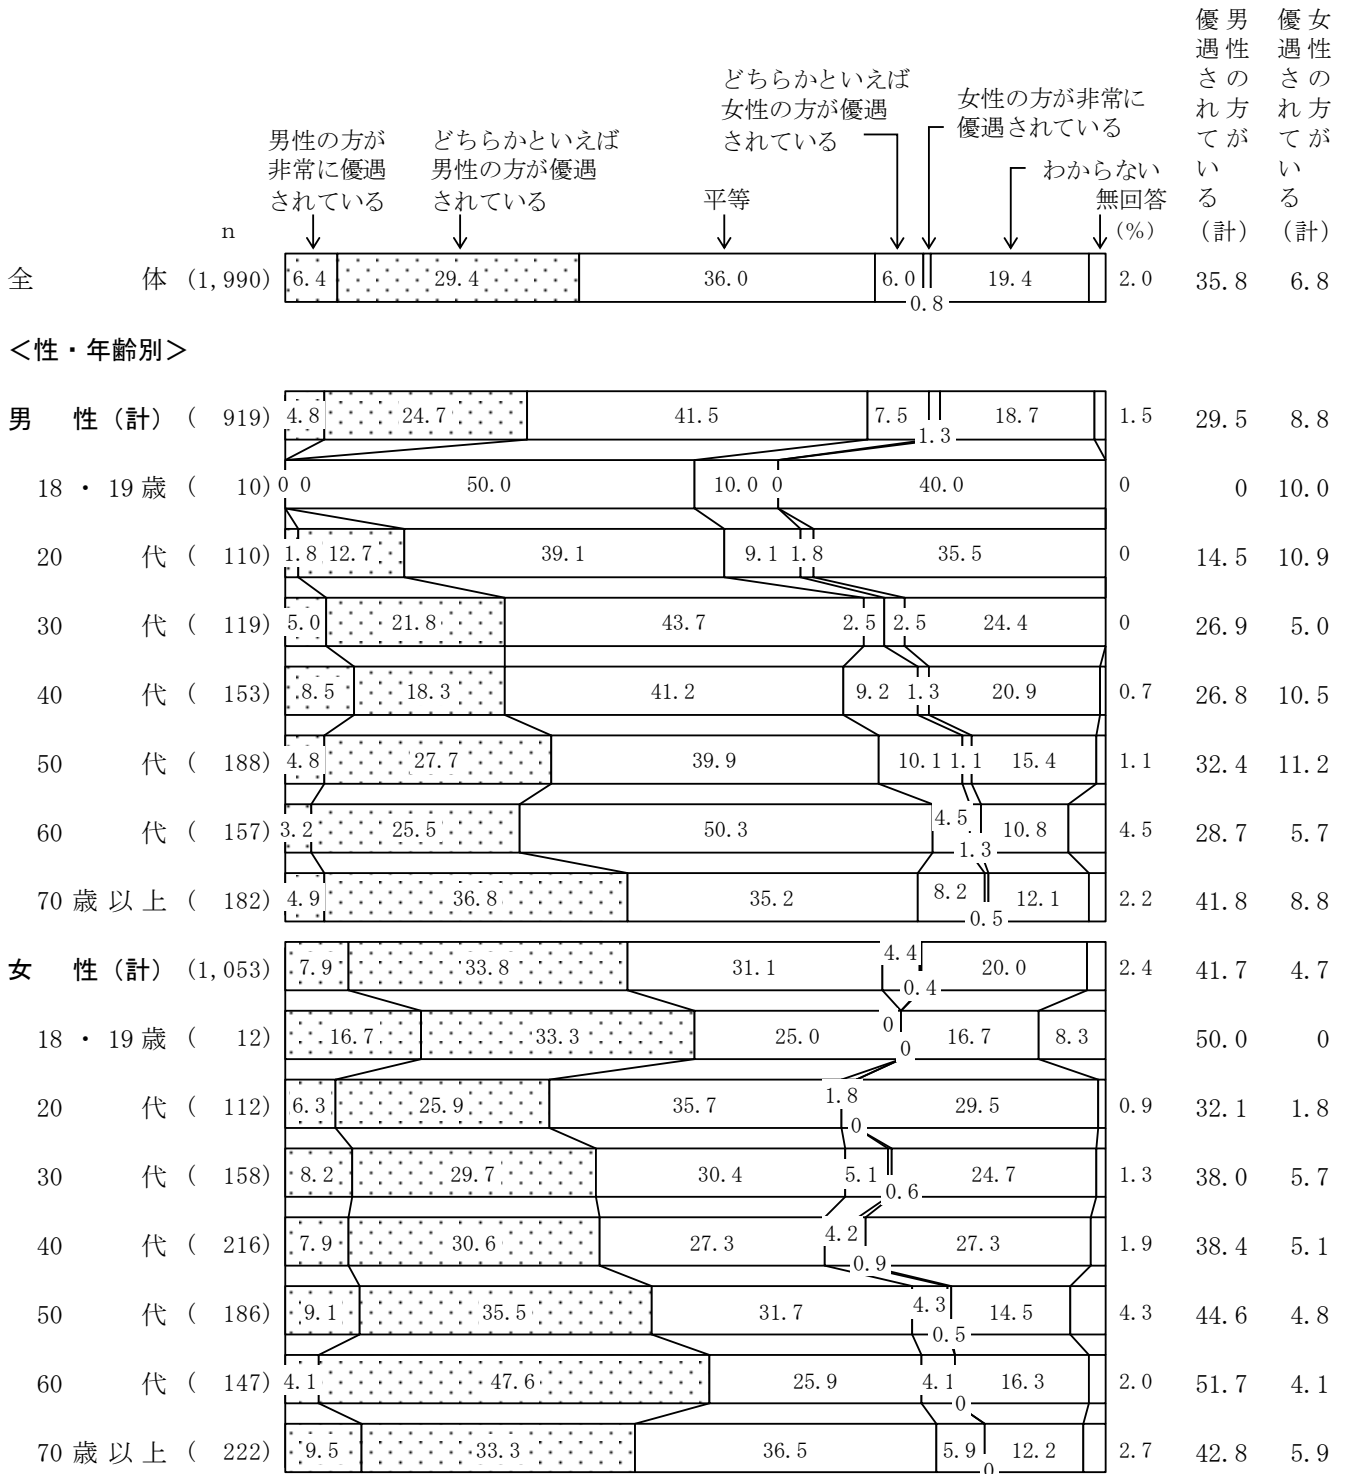 男性の方が
優遇されている
（計）
女性の方が
優遇されている
（計）
どちらかといえば
女性の方が優遇
されている
女性の方が非常に
優遇されている
男性の方が
非常に優遇
されている
どちらかといえば
男性の方が優遇
されている
平等
わからない
無回答
n
(%)
全 体 (1,990) 6.4 29.4 36.0 6.0 0.8 19.4 2.0 35.8 6.8
＜性・年齢別＞
男 性（計） ( 919) 4.8 24.7 41.5 7.5 1.3 18.7 1.5 29.5 8.8
18 ・ 19 歳 ( 10) 0 0 50.0 10.0 0 40.0 0 0 10.0
20 代 ( 110) 1.8 12.7 39.1 9.1 1.8 35.5 0 14.5 10.9
30 代 ( 119) 5.0 21.8 43.7 2.5 2.5 24.4 0 26.9 5.0
40 代 ( 153) 8.5 18.3 41.2 9.2 1.3 20.9 0.7 26.8 10.5
50 代 ( 188) 4.8 27.7 39.9 10.1 1.1 15.4 1.1 32.4 11.2
60 代 ( 157) 3.2 25.5 50.3 4.5 1.3 10.8 4.5 28.7 5.7
70 歳 以 上 ( 182) 4.9 36.8 35.2 8.2 0.5 12.1 2.2 41.8 8.8
女 性（計） (1,053) 7.9 33.8 31.1 4.4 0.4 20.0 2.4 41.7 4.7
18 ・ 19 歳 ( 12) 16.7 33.3 25.0 0 0 16.7 8.3 50.0 0
20 代 ( 112) 6.3 25.9 35.7 1.8 0 29.5 0.9 32.1 1.8
30 代 ( 158) 8.2 29.7 30.4 5.1 0.6 24.7 1.3 38.0 5.7
40 代 ( 216) 7.9 30.6 27.3 4.2 0.9 27.3 1.9 38.4 5.1
50 代 ( 186) 9.1 35.5 31.7 4.3 0.5 14.5 4.3 44.6 4.8
60 代 ( 147) 4.1 47.6 25.9 4.1 0 16.3 2.0 51.7 4.1
70 歳 以 上 ( 222) 9.5 33.3 36.5 5.9 0 12.2 2.7 42.8 5.9